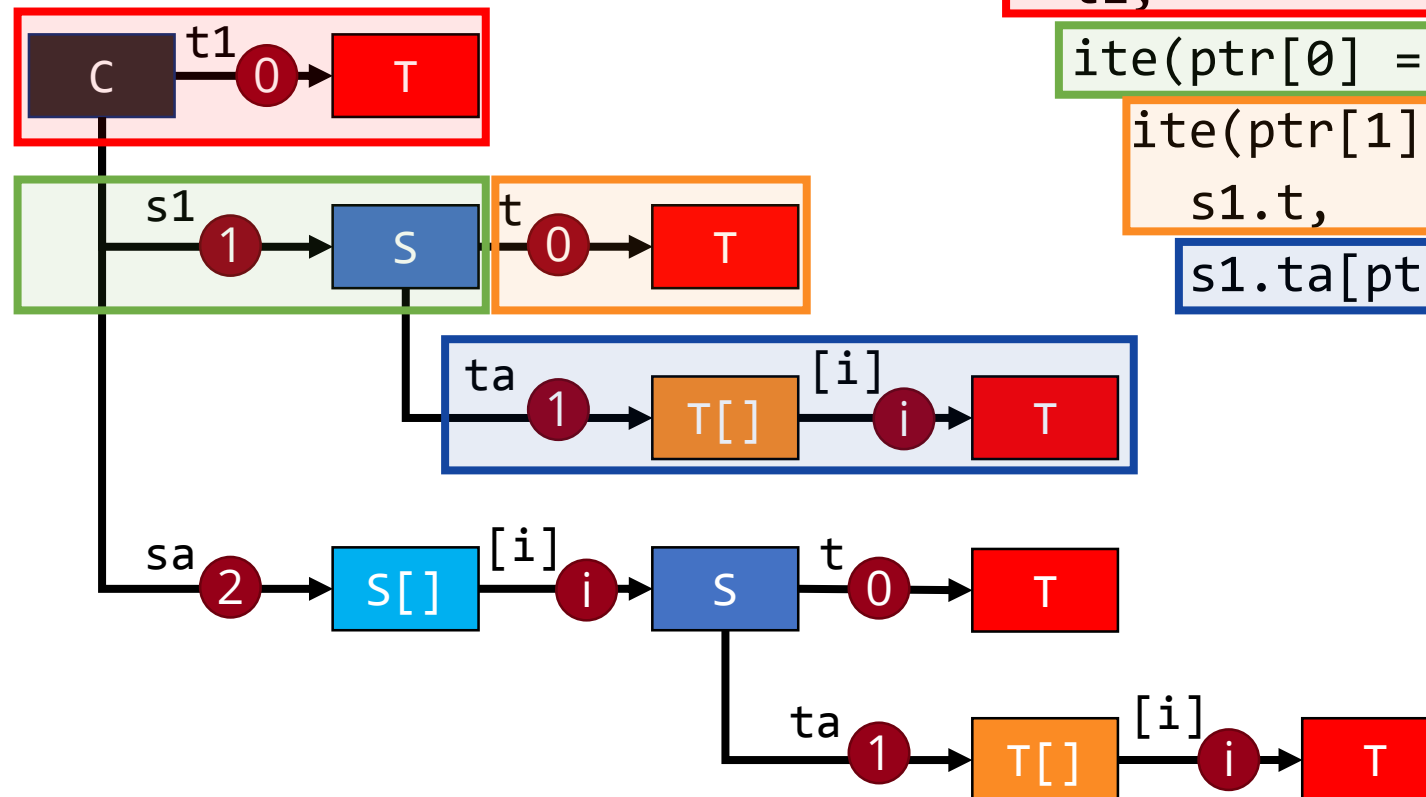 t1
C
0
T
ite(ptr[0] =
ite(ptr[1]
s1.t,
s1.ta[pt
s1
1
S
t
0
T
ta
1
T[]
[i]
i
T
sa
2
S[]
[i]
i
S
t
0
T
ta
1
T[]
[i]
i
T